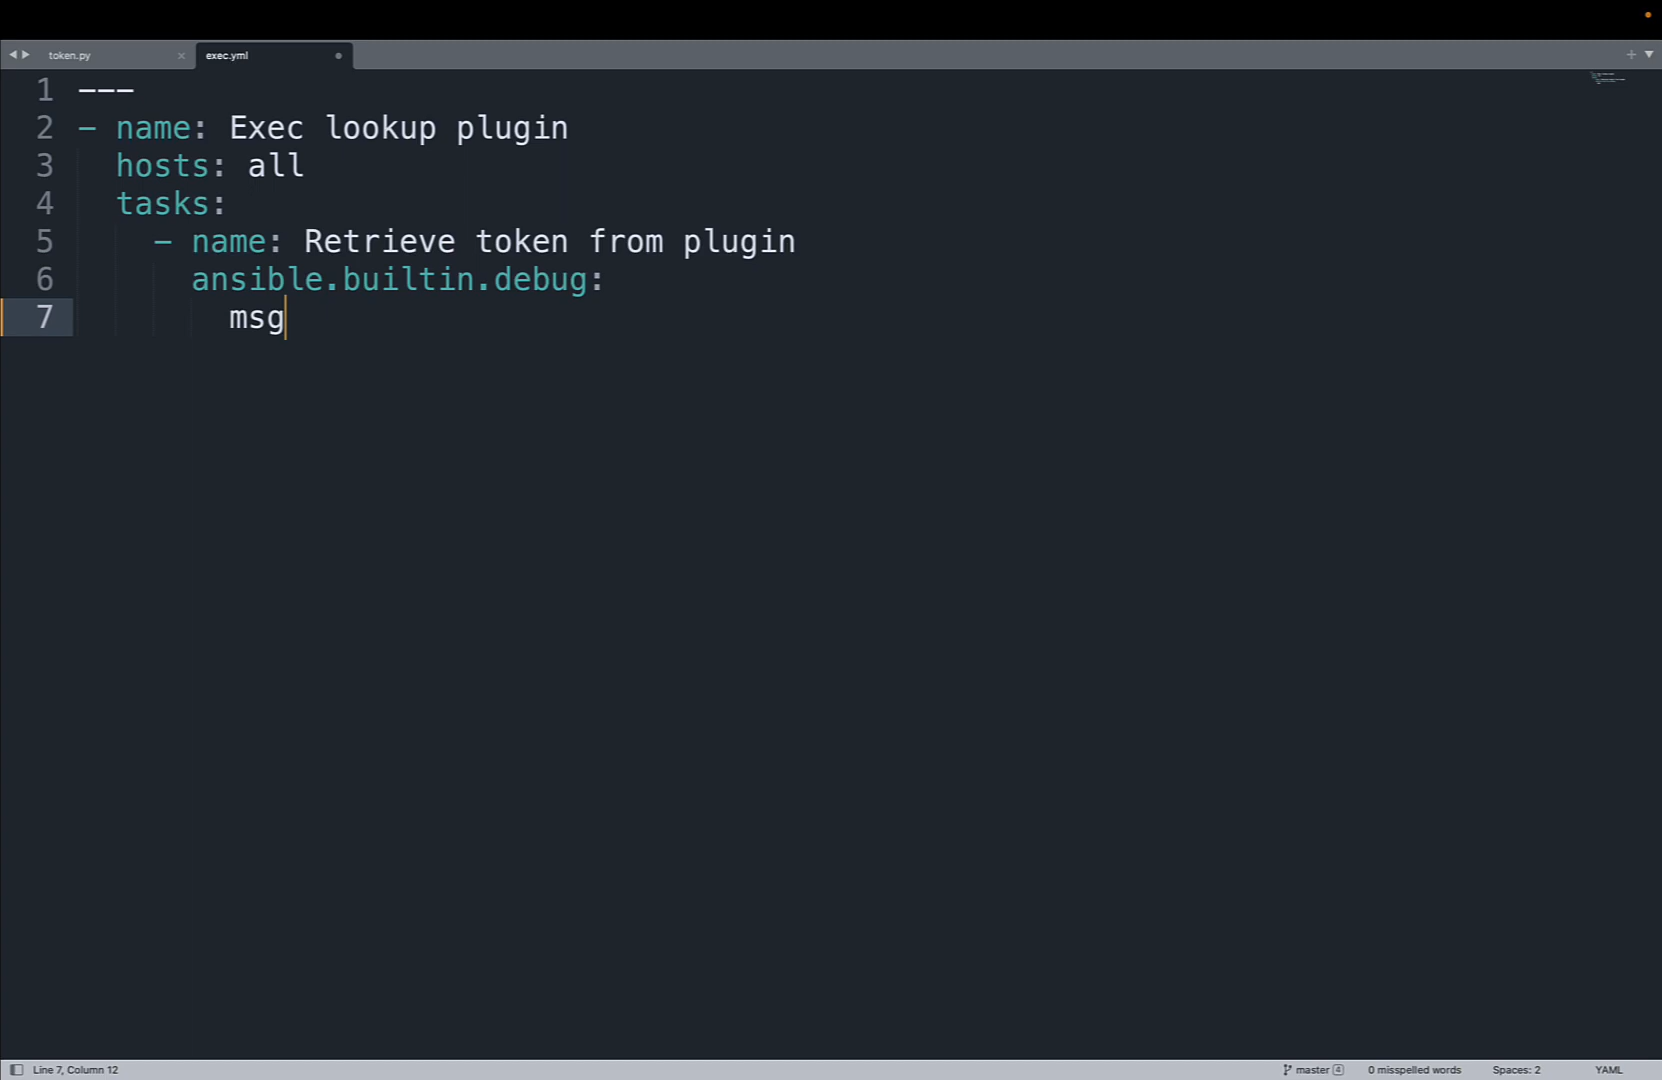 token.py
exec.yml
1 ---
2 - name: Exec lookup plugin
3 hosts: all
4 tasks:
5 - name: Retrieve token from plugin
6 ansible.builtin.debug:
7 msg
Line 7, Column 12
master 4
0 misspelled words
Spaces: 2
YAML